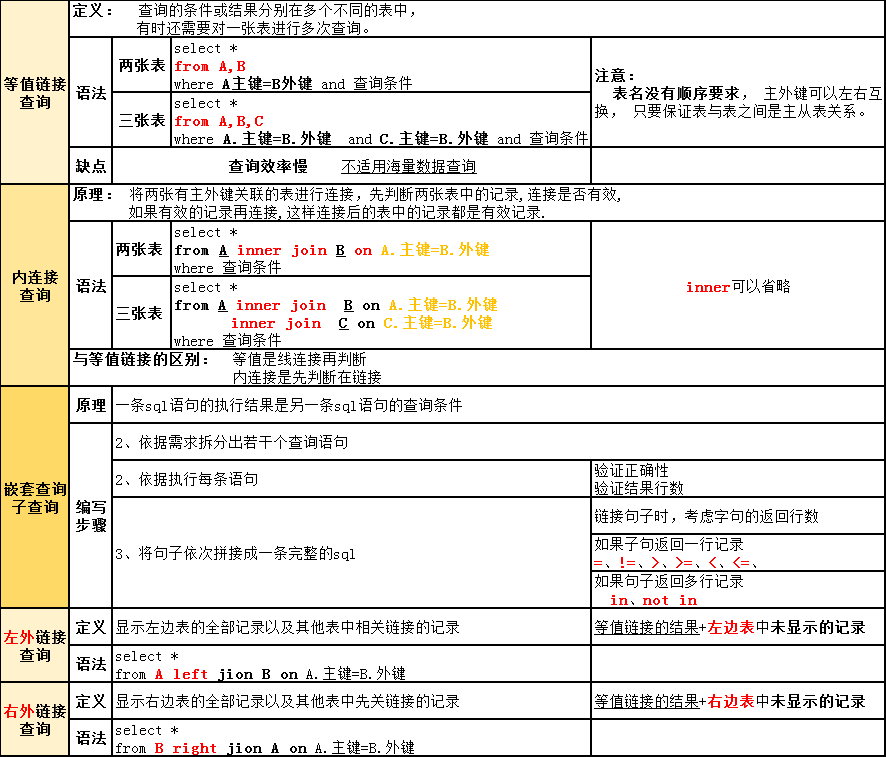 定义： 查询的条件或结果分别在多个不同的表中，
有时还需要对一张表进行多次查询。
等值链接
查询
语法
两张表
select *
from A,B
where A主键=B外键 and 查询条件
三张表
select *
from A,B,C
where A.主键=B.外键 and C.主键=B.外键 and 查询条件
注意：
表名没有顺序要求， 主外键可以左右互
换， 只要保证表与表之间是主从表关系。
缺点
查询效率慢 不适用海量数据查询
内连接
查询
原理： 将两张有主外键关联的表进行连接，先判断两张表中的记录,连接是否有效,
如果有效的记录再连接,这样连接后的表中的记录都是有效记录.
语法
两张表
select *
from A inner join B on A.主键=B.外键
where 查询条件
三张表
select *
from A inner join B on A.主键=B.外键
inner join C on C.主键=B.外键
where 查询条件
inner可以省略
与等值链接的区别： 等值是线连接再判断
内连接是先判断在链接
嵌套查询
子查询
原理
一条sql语句的执行结果是另一条sql语句的查询条件
编写
步骤
2、依据需求拆分出若干个查询语句
2、依据执行每条语句
验证正确性
验证结果行数
3、将句子依次拼接成一条完整的sql
链接句子时，考虑字句的返回行数
如果子句返回一行记录
=、!=、>、>=、<、<=、
如果句子返回多行记录
in、not in
左外链接
查询
定义
显示左边表的全部记录以及其他表中相关链接的记录
等值链接的结果+左边表中未显示的记录
语法
select *
from A left jion B on A.主键=B.外键
右外链接
查询
定义
显示右边表的全部记录以及其他表中先关链接的记录
等值链接的结果+右边表中未显示的记录
语法
select *
from B right jion A on A.主键=B.外键